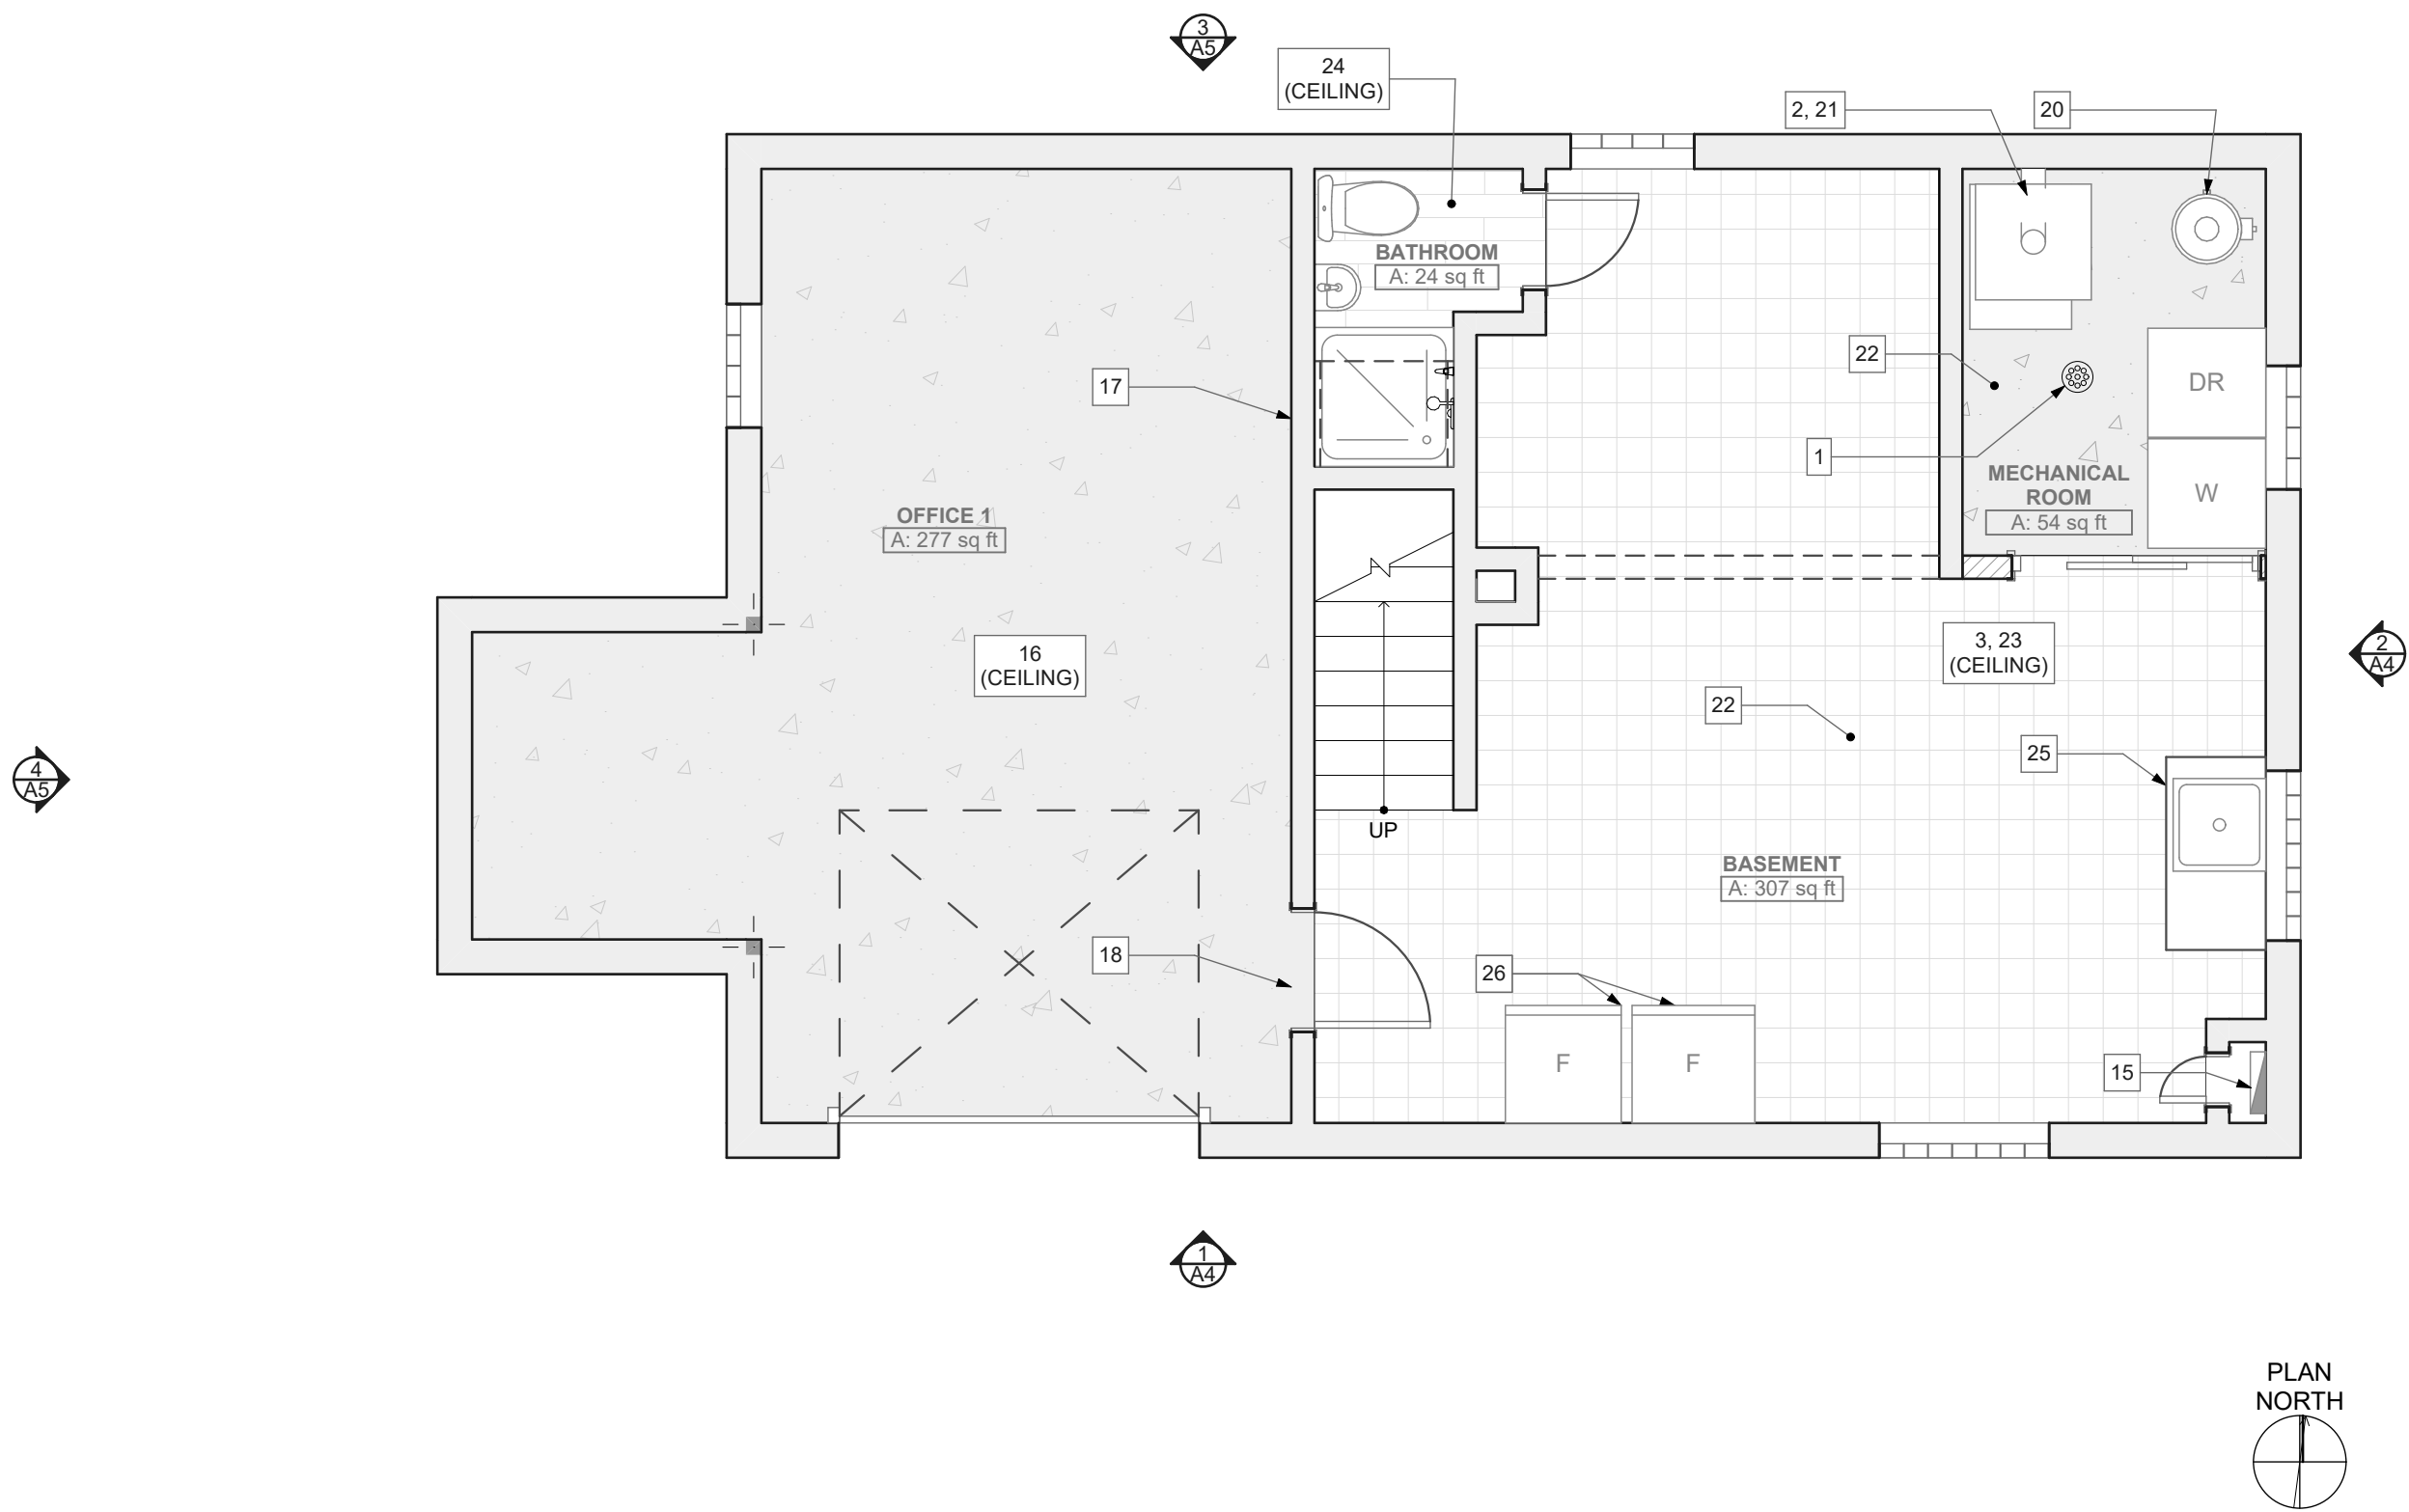 3
A5
24
(CEILING)
2, 21
20
BATHROOM
A: 24 sq ft
22
17
DR
1
MECHANICAL
ROOM
A: 54 sq ft
W
OFFICE 1
A: 277 sq ft
16
(CEILING)
3, 23
(CEILING)
2
A4
22
25
4
A5
UP
BASEMENT
A: 307 sq ft
18
26
F
F
15
1
A4
PLAN
NORTH